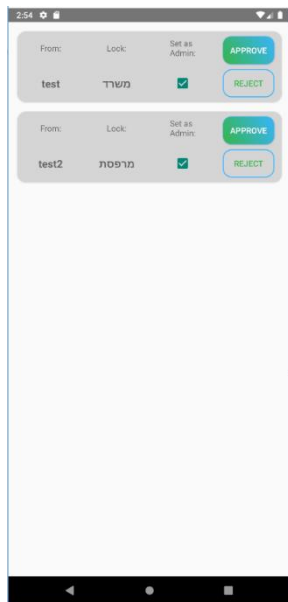 2:54
From: Lock: Set as Admin: APPROVE
test משרד REJECT
From: Lock: Set as Admin: APPROVE
test2 מרפסת REJECT